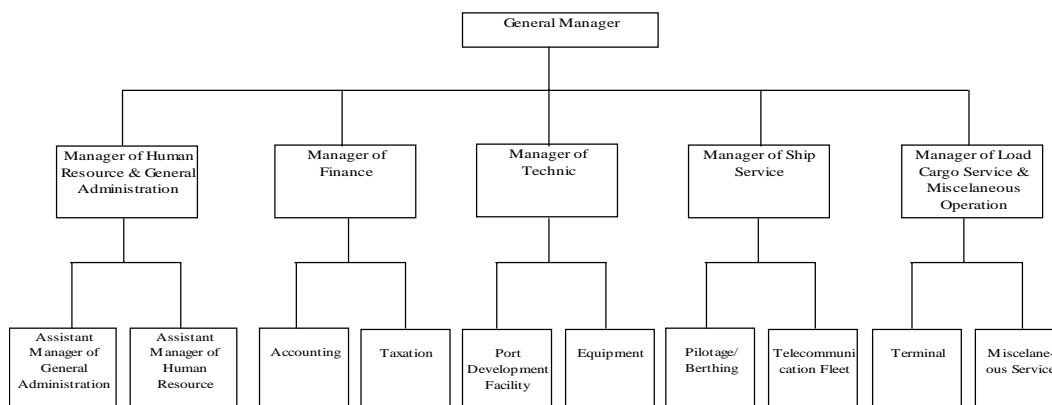 General Manager
Manager of Human
Resource & General
Administration
Manager of
Finance
Manager of
Technic
Manager of Ship
Service
Manager of Load
Cargo Service &
Miscelaneous
Operation
Assistant
Manager of
General
Administration
Assistant
Manager of
Human
Resource
Accounting
Taxation
Port
Development
Facility
Equipment
Pilotage/
Berthing
Telecommuni
cation Fleet
Terminal
Miscelane-
ous Service